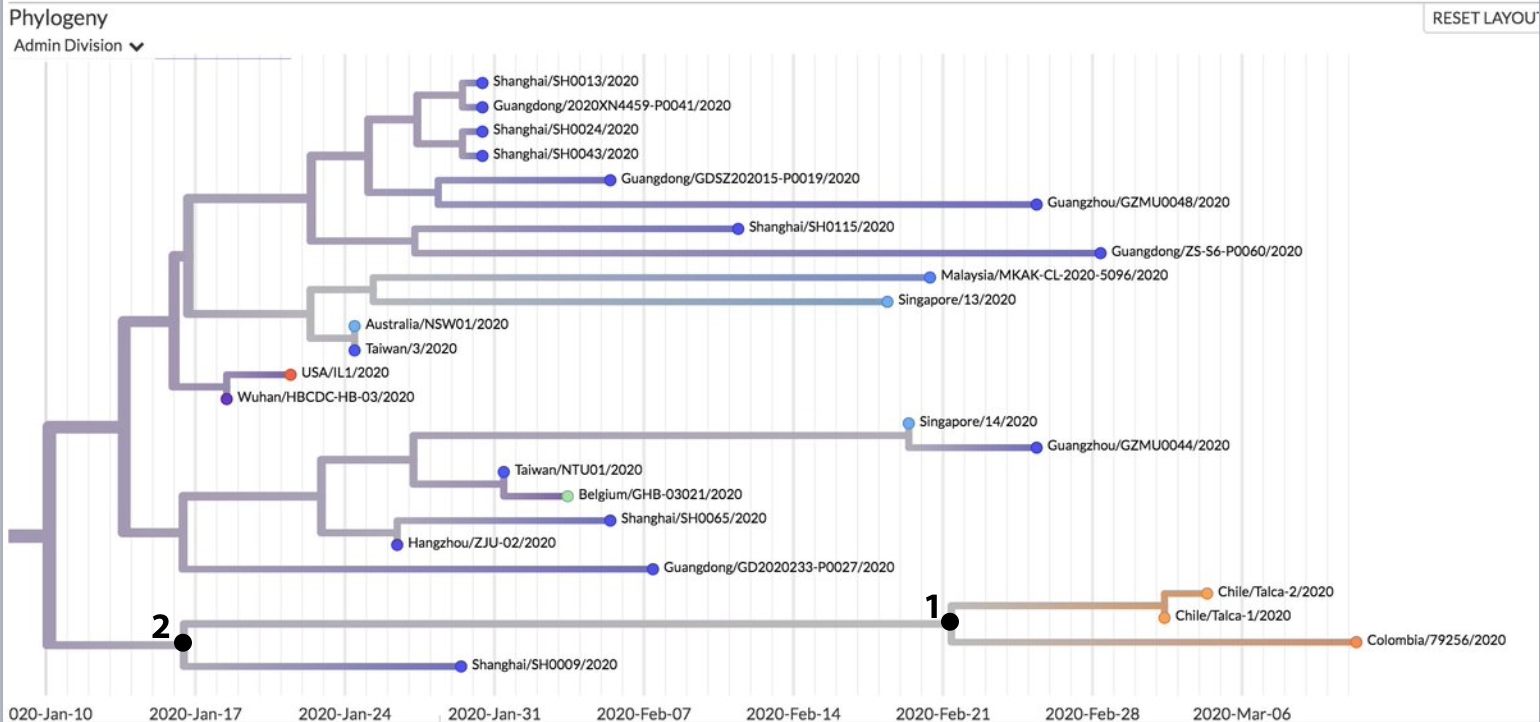 Phylogeny
RESET LAYOU
Admin Division
Shanghai/SH0013/2020
Guangdong/2020XN4459-P0041/2020
Shanghai/SH0024/2020
Shanghai/SH0043/2020
Guangdong/GDSZ202015-P0019/2020
Guangzhou/GZMU0048/2020
Shanghai/SH0115/2020
Guangdong/ZS-S6-P0060/2020
Malaysia/MKAK-CL-2020-5096/2020
Singapore/13/2020
Australia/NSW01/2020
Taiwan/3/2020
USA/IL1/2020
Wuhan/HBCDC-HB-03/2020
Singapore/14/2020
Guangzhou/GZMU0044/2020
Taiwan/NTU01/2020
Belgium/GHB-03021/2020
Shanghai/SH0065/2020
Hangzhou/ZJU-02/2020
Guangdong/GD2020233-P0027/2020
Chile/Talca-2/2020
1
Chile/Talca-1/2020
2
Colombia/79256/2020
Shanghai/SH0009/2020
020-Jan-10 2020-Jan-17 2020-Jan-24 2020-Jan-31 2020-Feb-07 2020-Feb-14 2020-Feb-21 2020-Feb-28 2020-Mar-06